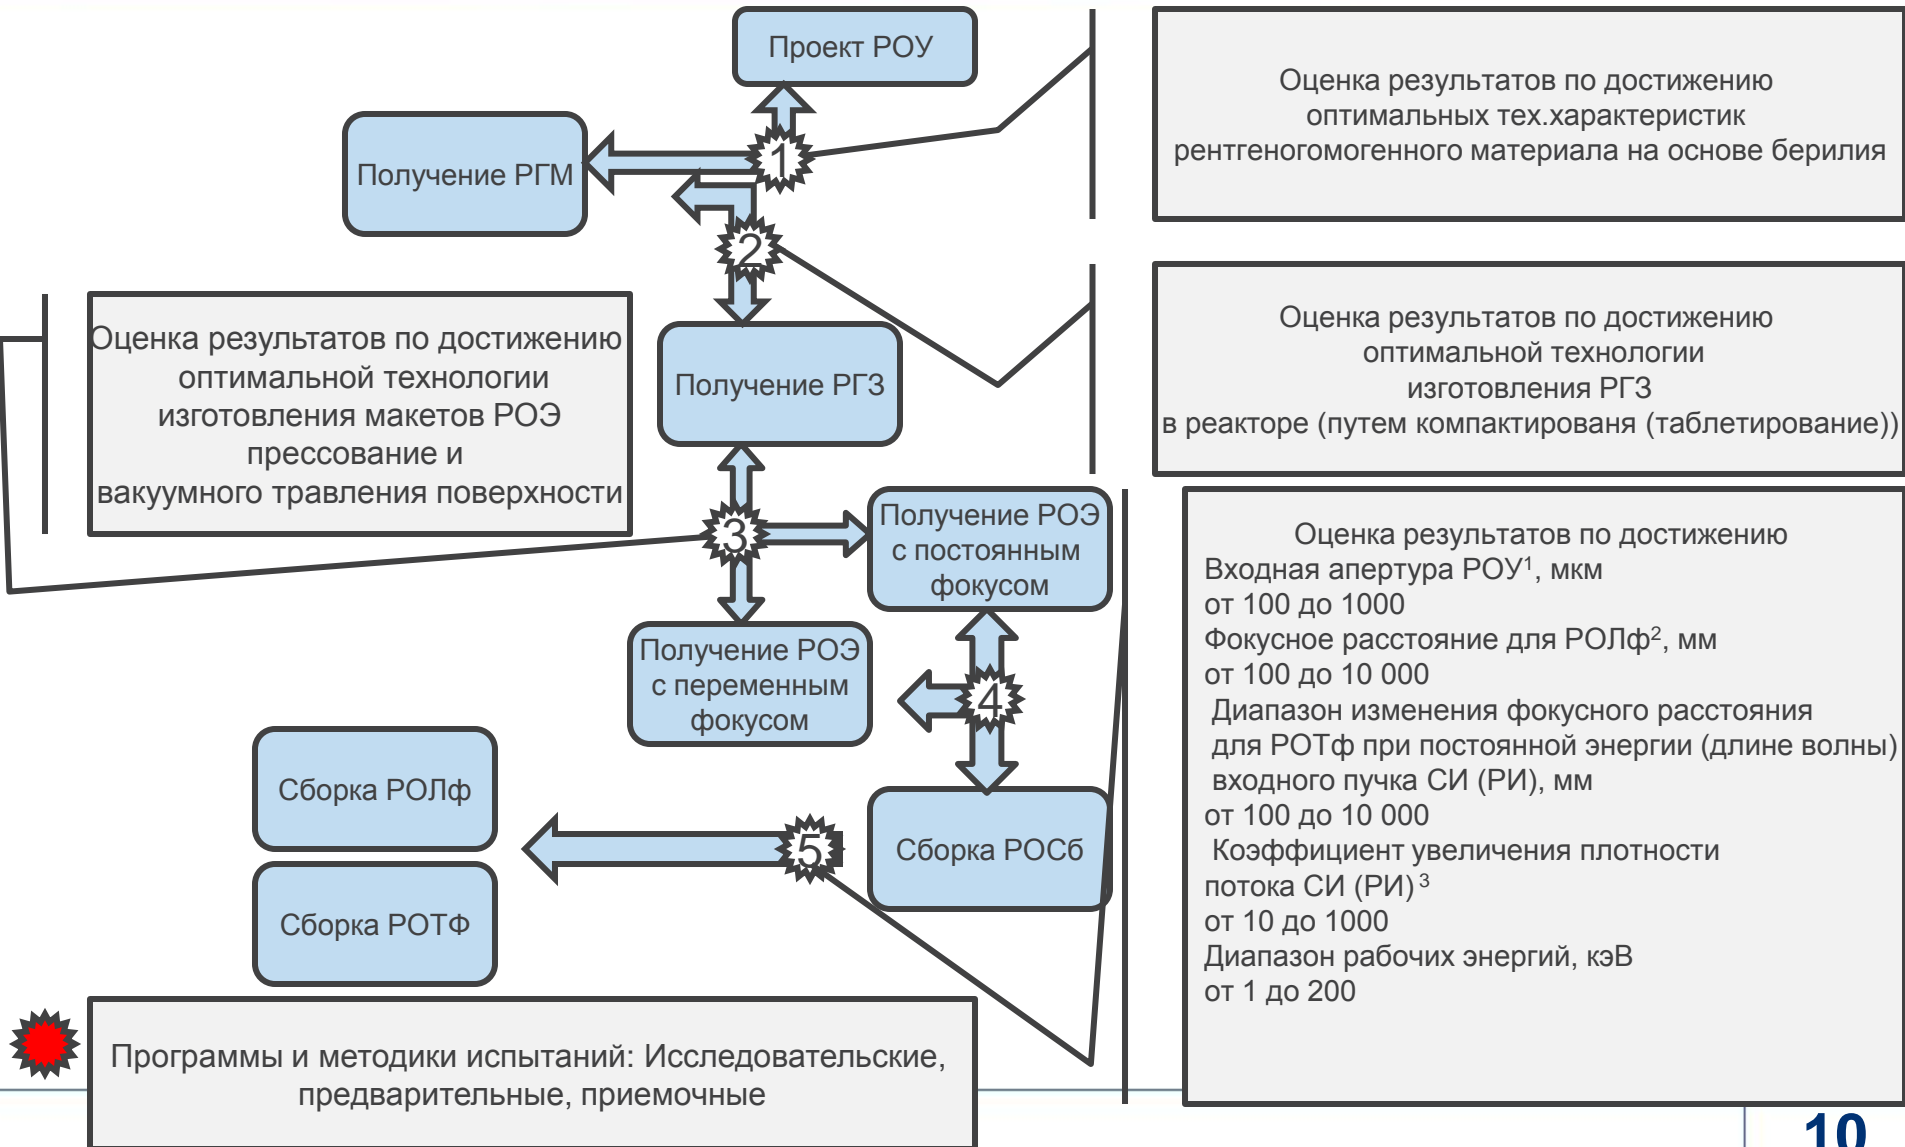 Проект РОУ
Получение РГМ
1
2
Оценка результатов по достижению
оптимальных тех.характеристик
рентгеногомогенного материала на основе берилия
Оценка результатов по достижению
оптимальной технологии
изготовления макетов РОЭ
прессование и
вакуумного травления поверхности
Получение РГЗ
Оценка результатов по достижению
оптимальной технологии
изготовления РГЗ
в реакторе (путем компактированя (таблетирование))
3
Получение РОЭ
с постоянным
фокусом
Получение РОЭ
с переменным
фокусом
4
Сборка РОЛф
Сборка РОТФ
5
Сборка РОСб
Оценка результатов по достижению
Входная апертура РОУ¹, мкм
от 100 до 1000
Фокусное расстояние для РОЛф², мм
от 100 до 10 000
Диапазон изменения фокусного расстояния
для РОТф при постоянной энергии (длине волны)
входного пучка СИ (РИ), мм
от 100 до 10 000
Коэффициент увеличения плотности
потока СИ (РИ) ³
от 10 до 1000
Диапазон рабочих энергий, кэВ
от 1 до 200
Программы и методики испытаний: Исследовательские,
предварительные, приемочные
10